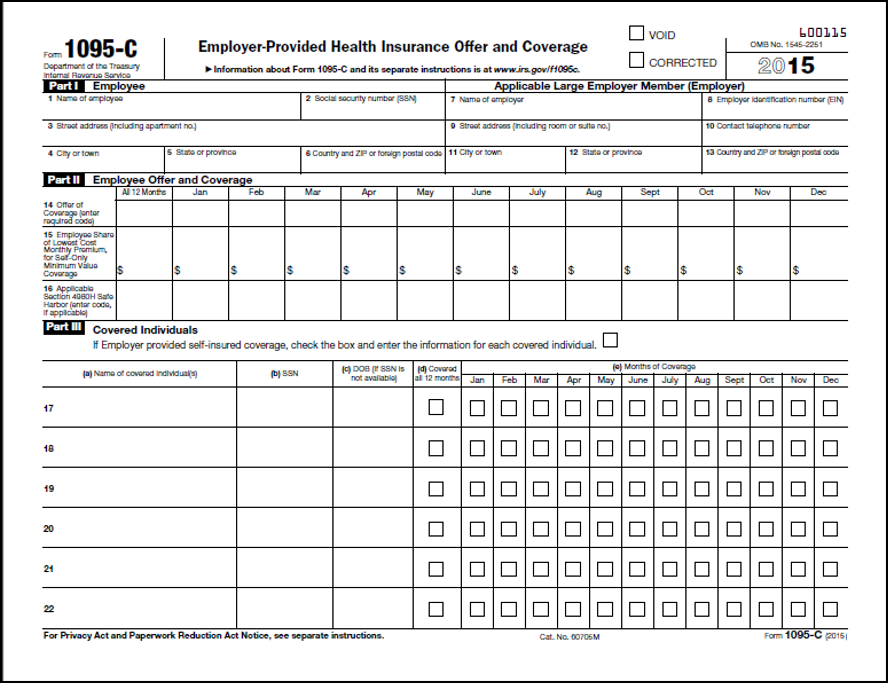 Form 1095-C
Department of the Treasury
Internal Revenue Service
Employer-Provided Health Insurance Offer and Coverage
▶ Information about Form 1095-C and its separate instructions is at www.irs.gov/f1095c.
VOID
CORRECTED
600115
OMB No. 1545-2251
2015
Part I Employee
Applicable Large Employer Member (Employer)
1 Name of employee
2 Social security number (SSN)
7 Name of employer
8 Employer identification number (EIN)
3 Street address (including apartment no.)
9 Street address (including room or suite no.)
10 Contact telephone number
4 City or town
5 State or province
6 Country and ZIP or foreign postal code
11 City or town
12 State or province
13 Country and ZIP or foreign postal code
Part II Employee Offer and Coverage
All 12 Months Jan Feb Mar Apr May June July Aug Sept Oct Nov Dec
14 Offer of
Coverage (enter
required code)
15 Employee Share
of Lowest Cost
Monthly Premium,
for Self-Only
Minimum Value
Coverage
$ $ $ $ $ $ $ $ $ $ $ $ $
16 Applicable
Section 4980H Safe
Harbor (enter code,
if applicable)
Part III Covered Individuals
If Employer provided self-insured coverage, check the box and enter the information for each covered individual.
(a) Name of covered individual(s)
(b) SSN
(c) DOB (If SSN is
not available)
(d) Covered
all 12 months
(e) Months of Coverage
Jan Feb Mar Apr May June July Aug Sept Oct Nov Dec
17
18
19
20
21
22
For Privacy Act and Paperwork Reduction Act Notice, see separate instructions.
Cat. No. 60705M
Form 1095-C (2015)